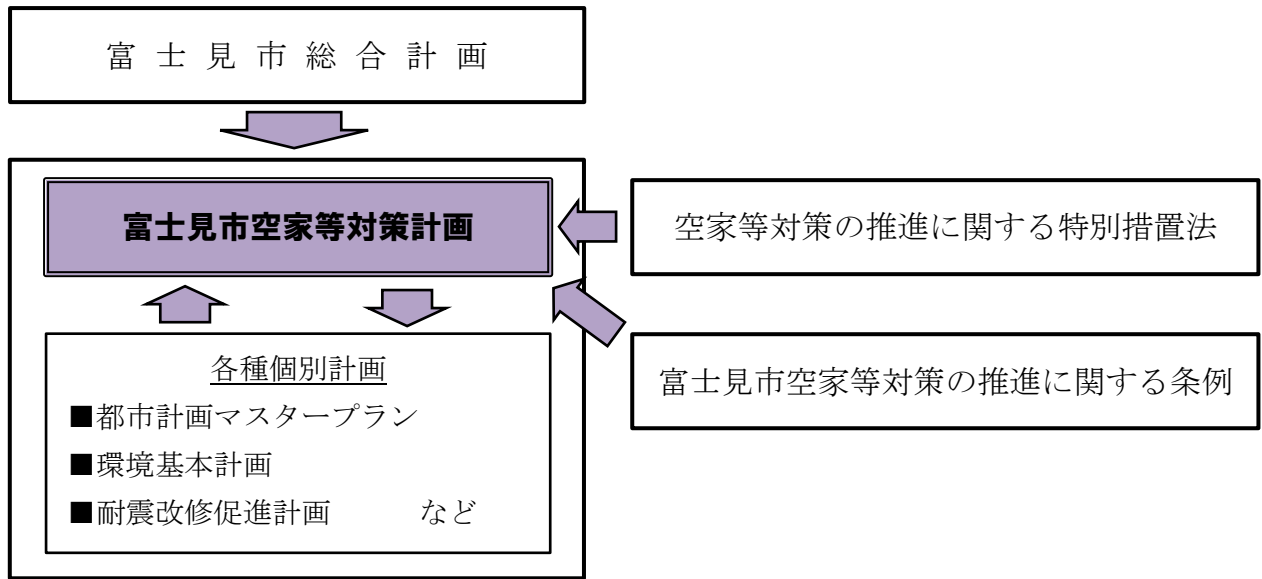 富士見市総合計画
富士見市空家等対策計画
空家等対策の推進に関する特別措置法
富士見市空家等対策の推進に関する条例
各種個別計画
■都市計画マスタープラン
■環境基本計画
■耐震改修促進計画 など